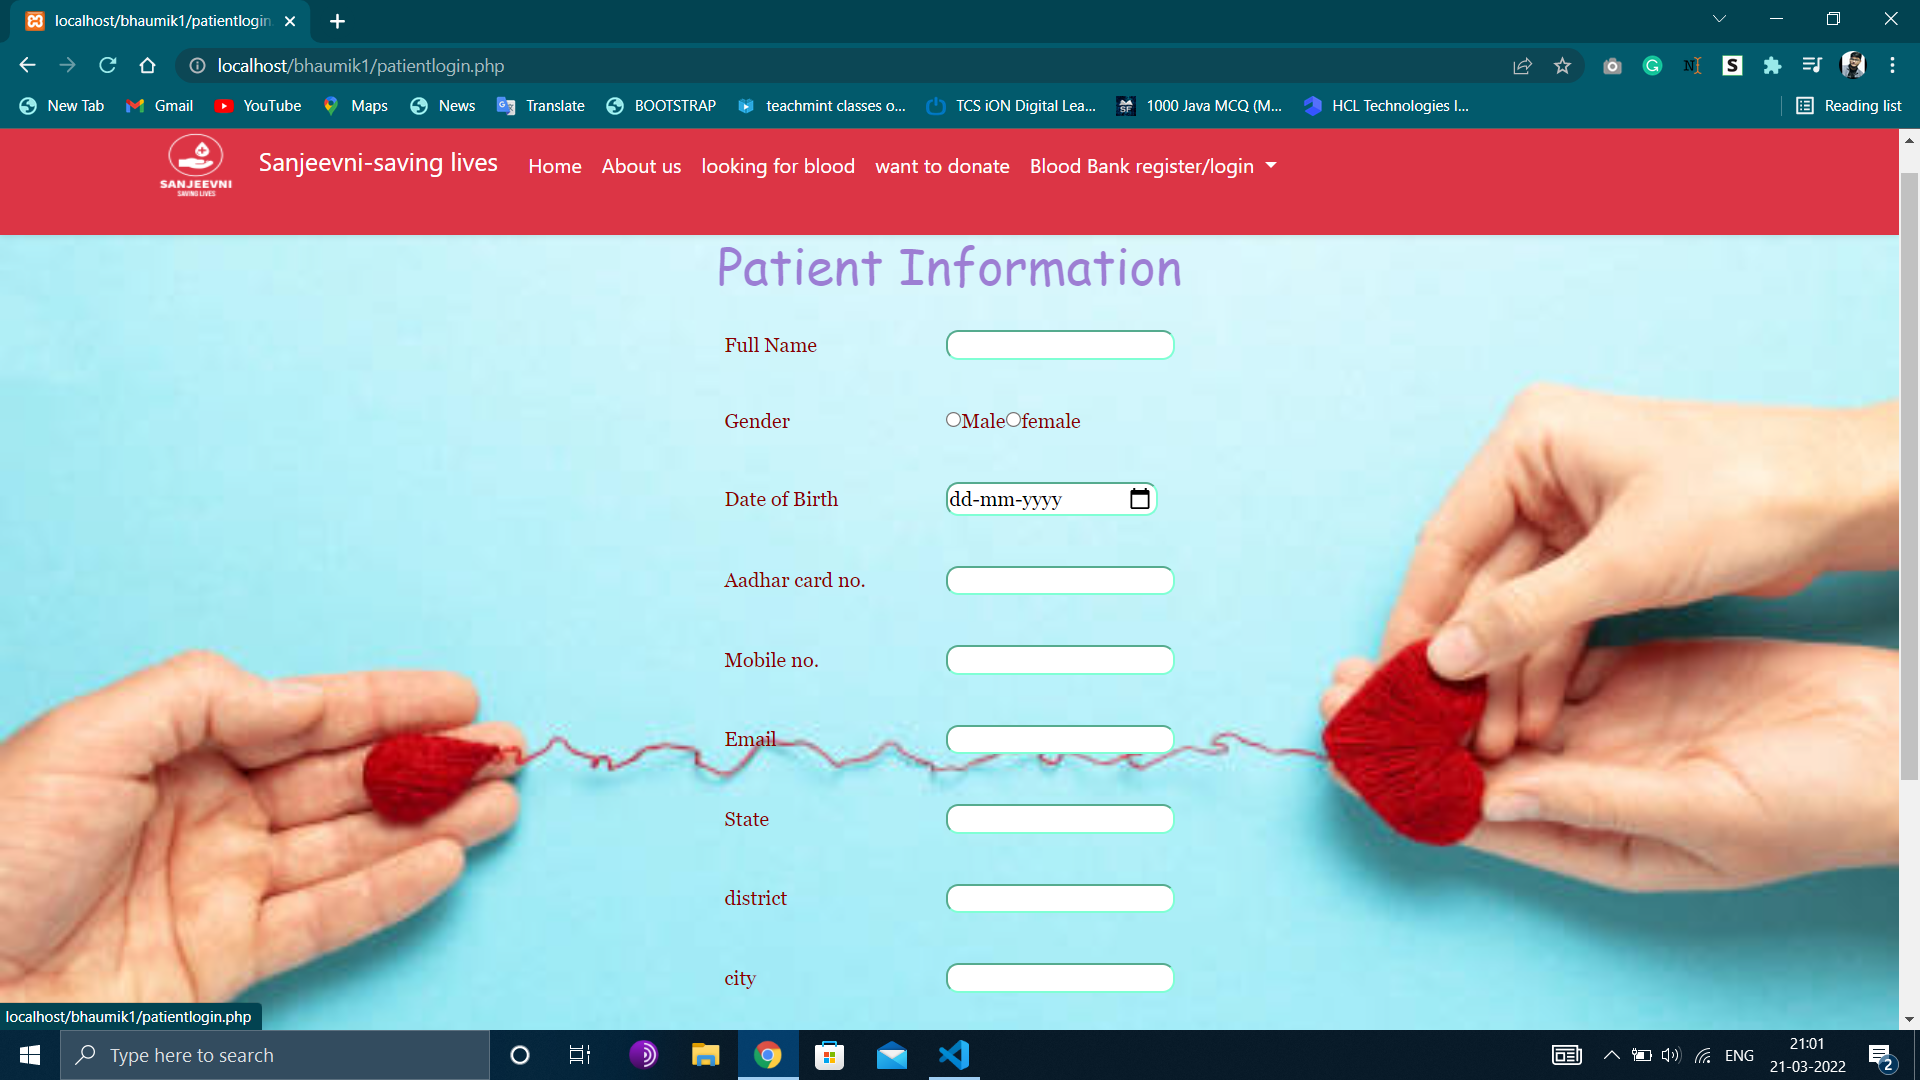 localhost/bhaumik1/patientlogin.
localhost/bhaumik1/patientlogin.php
New Tab Gmail YouTube Maps News Translate BOOTSTRAP teachmint classes o... TCS iON Digital Lea... 1000 Java MCQ (M... HCL Technologies I... Reading list
SANJEEVNI
SAVING LIVES
Sanjeevni-saving lives Home About us looking for blood want to donate Blood Bank register/login
Patient Information
Full Name
Gender Male female
Date of Birth dd-mm-yyyy
Aadhar card no.
Mobile no.
Email
State
district
city
localhost/bhaumik1/patientlogin.php
Type here to search
ENG
21:01
21-03-2022
2